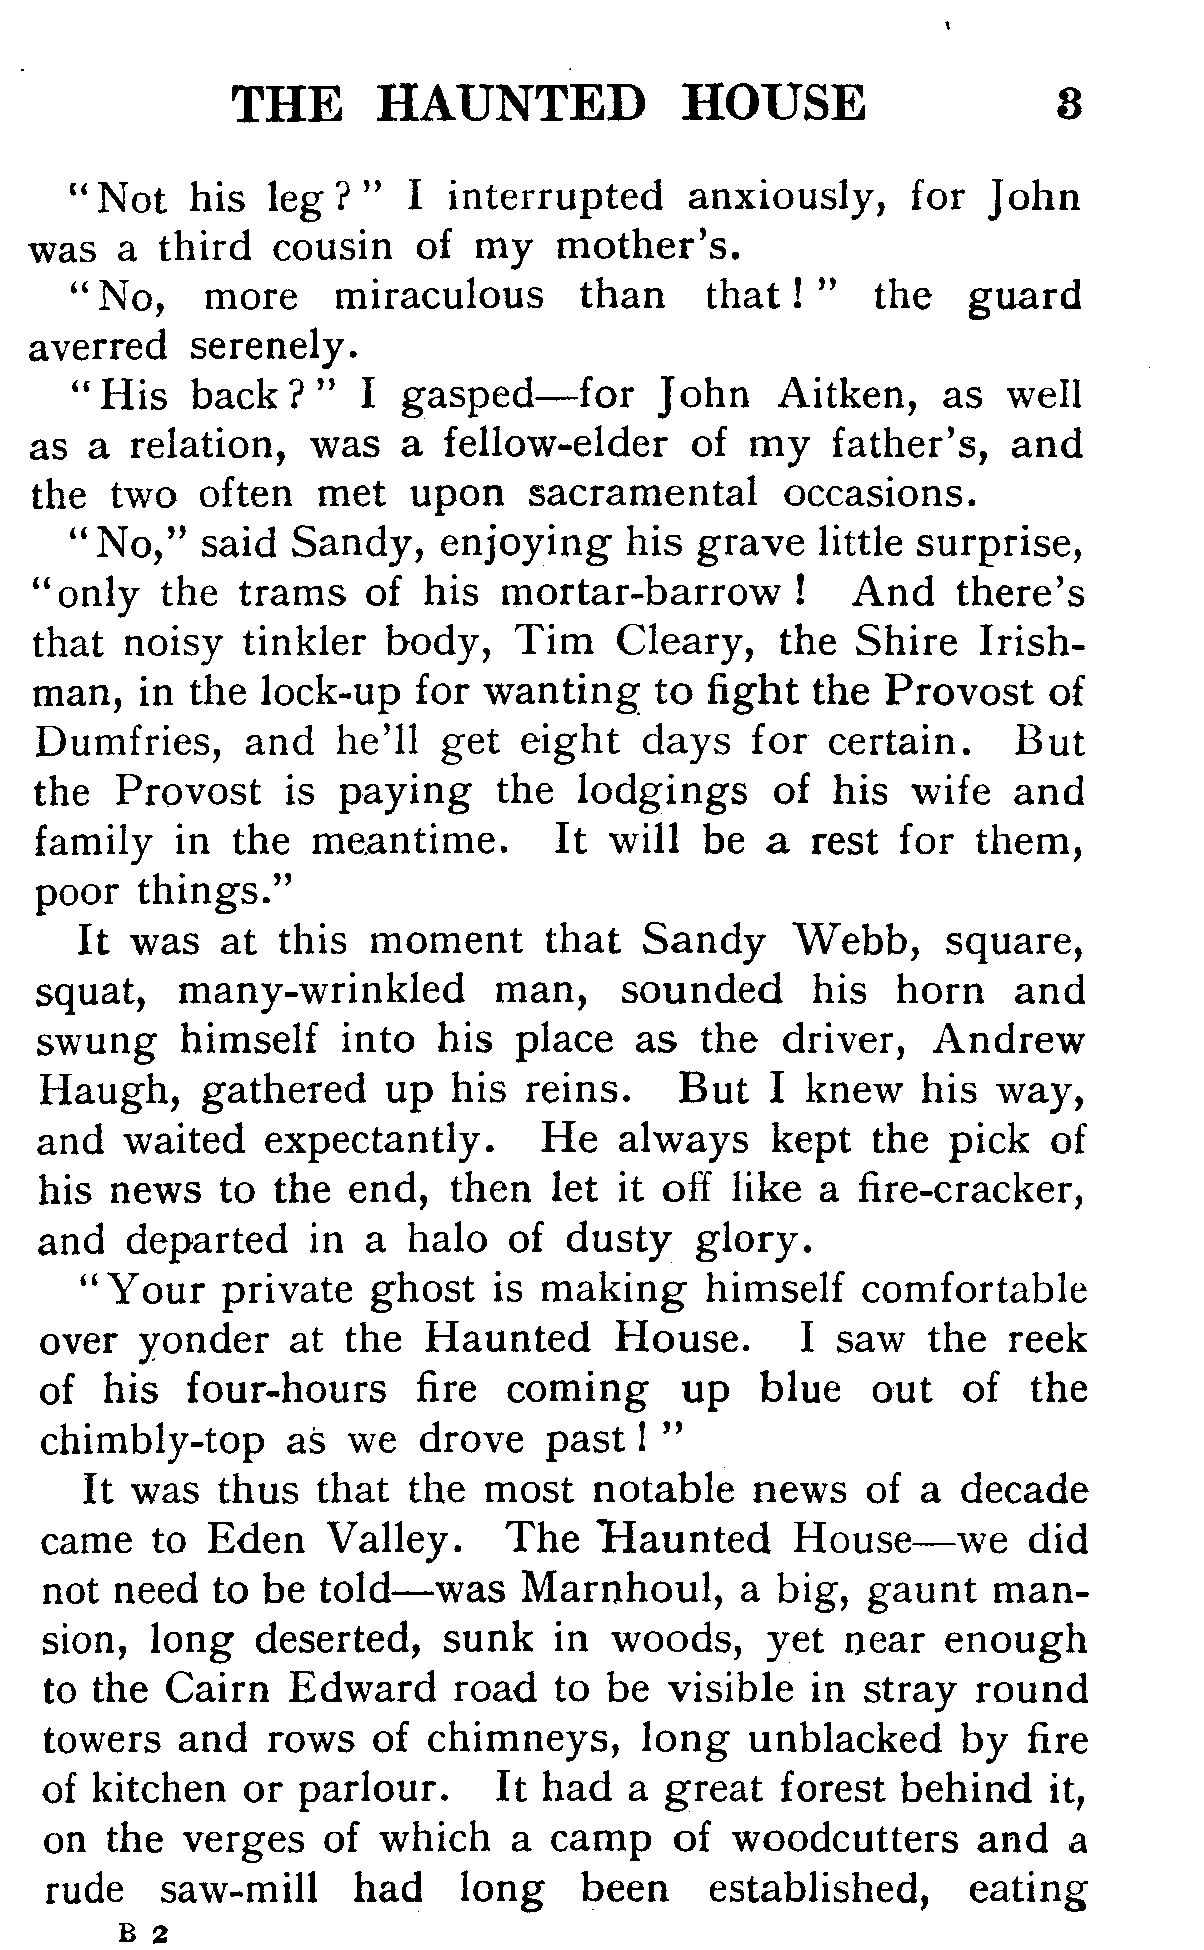 THE HAUNTED HOUSE 3
“Not his leg?” I interrupted anxiously, for John
was a third cousin of my mother's.
“No, more miraculous than that!” the guard
averred serenely.
“His back?” I gasped—for John Aitken, as well
as a relation, was a fellow-elder of my father's, and
the two often met upon sacramental occasions.
“No,” said Sandy, enjoying his grave little surprise,
“only the trams of his mortar-barrow! And there's
that noisy tinkler body, Tim Cleary, the Shire Irish-
man, in the lock-up for wanting to fight the Provost of
Dumfries, and he'll get eight days for certain. But
the Provost is paying the lodgings of his wife and
family in the meantime. It will be a rest for them,
poor things.”
It was at this moment that Sandy Webb, square,
squat, many-wrinkled man, sounded his horn and
swung himself into his place as the driver, Andrew
Haugh, gathered up his reins. But I knew his way,
and waited expectantly. He always kept the pick of
his news to the end, then let it off like a fire-cracker,
and departed in a halo of dusty glory.
“Your private ghost is making himself comfortable
over yonder at the Haunted House. I saw the reek
of his four-hours fire coming up blue out of the
chimbly-top as we drove past!”
It was thus that the most notable news of a decade
came to Eden Valley. The Haunted House—we did
not need to be told—was Marnhoul, a big, gaunt man-
sion, long deserted, sunk in woods, yet near enough
to the Cairn Edward road to be visible in stray round
towers and rows of chimneys, long unblacked by fire
of kitchen or parlour. It had a great forest behind it,
on the verges of which a camp of woodcutters and a
rude saw-mill had long been established, eating
B 2